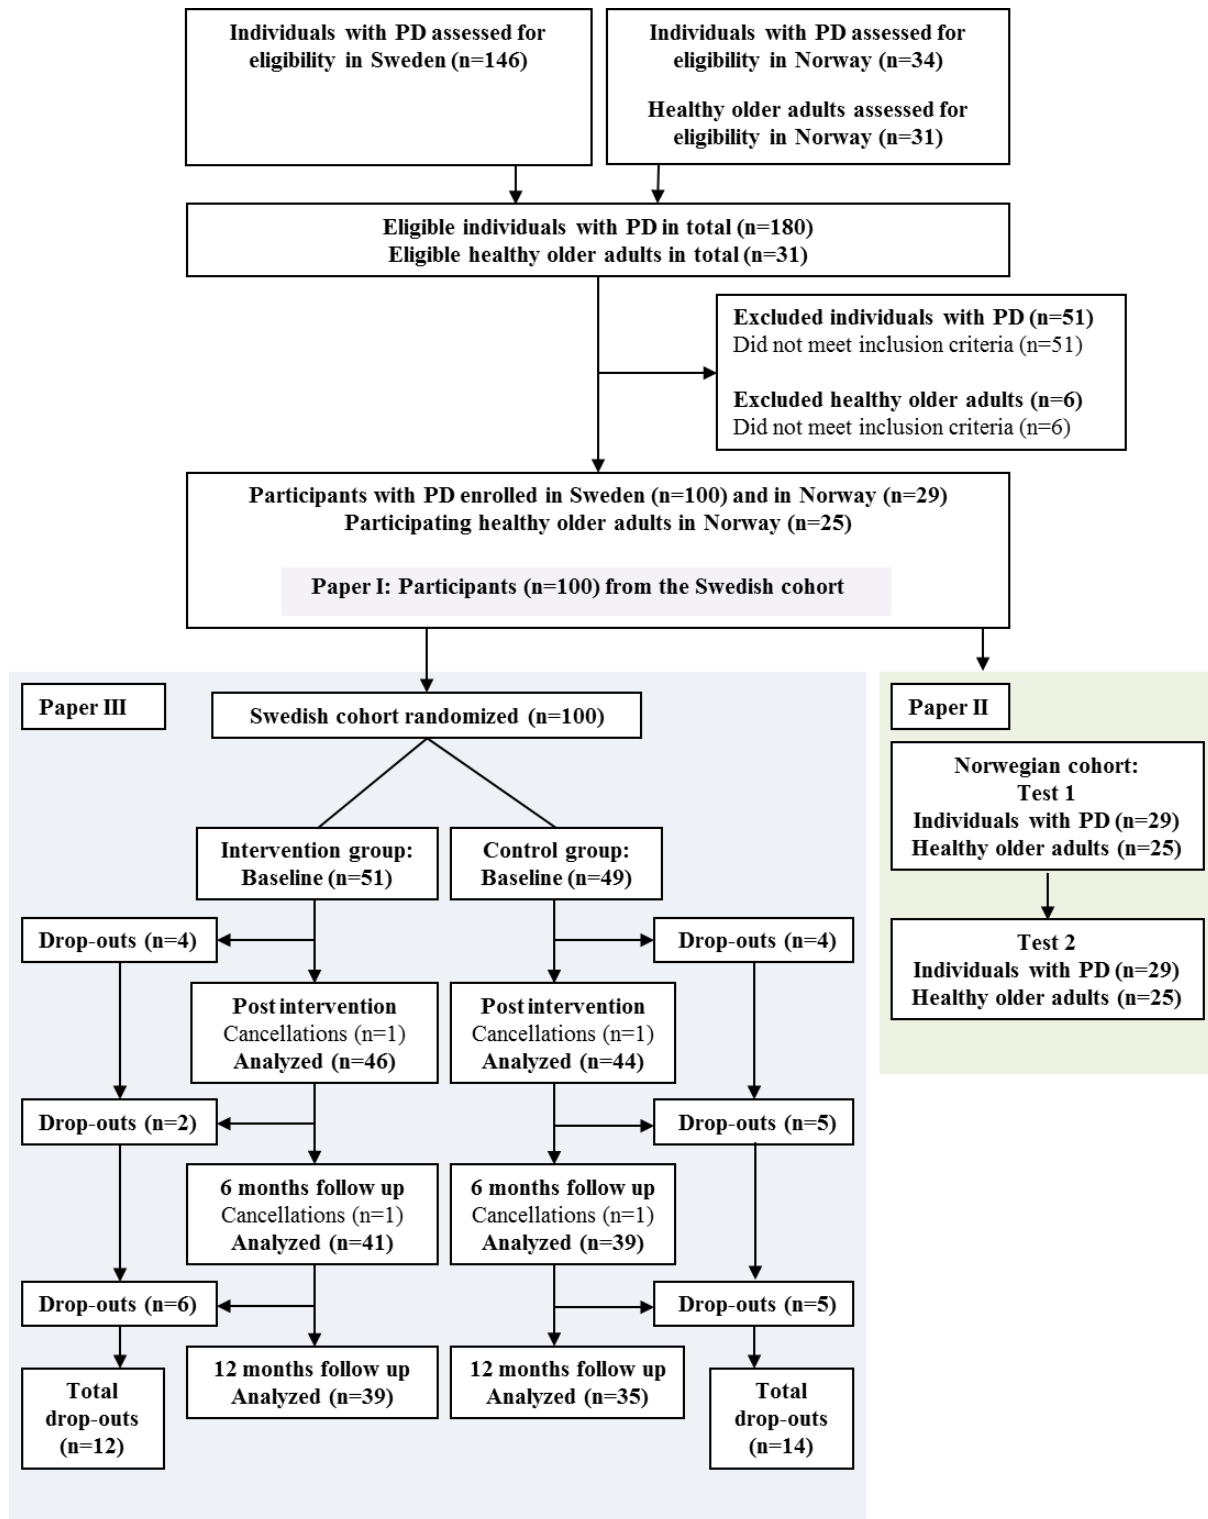 Individuals with PD assessed for
eligibility in Sweden (n=146)
Individuals with PD assessed for
eligibility in Norway (n=34)
Healthy older adults assessed for
eligibility in Norway (n=31)
Eligible individuals with PD in total (n=180)
Eligible healthy older adults in total (n=31)
Excluded individuals with PD (n=51)
Did not meet inclusion criteria (n=51)
Excluded healthy older adults (n=6)
Did not meet inclusion criteria (n=6)
Participants with PD enrolled in Sweden (n=100) and in Norway (n=29)
Participating healthy older adults in Norway (n=25)
Paper I: Participants (n=100) from the Swedish cohort
Paper III
Swedish cohort randomized (n=100)
Intervention group:
Baseline (n=51)
Control group:
Baseline (n=49)
Drop-outs (n=4)
Drop-outs (n=4)
Post intervention
Cancellations (n=1)
Analyzed (n=46)
Post intervention
Cancellations (n=1)
Analyzed (n=44)
Drop-outs (n=2)
Drop-outs (n=5)
6 months follow up
Cancellations (n=1)
Analyzed (n=41)
6 months follow up
Cancellations (n=1)
Analyzed (n=39)
Drop-outs (n=6)
Drop-outs (n=5)
12 months follow up
Analyzed (n=39)
12 months follow up
Analyzed (n=35)
Total
drop-outs
(n=12)
Total
drop-outs
(n=14)
Paper II
Norwegian cohort:
Test 1
Individuals with PD (n=29)
Healthy older adults (n=25)
Test 2
Individuals with PD (n=29)
Healthy older adults (n=25)